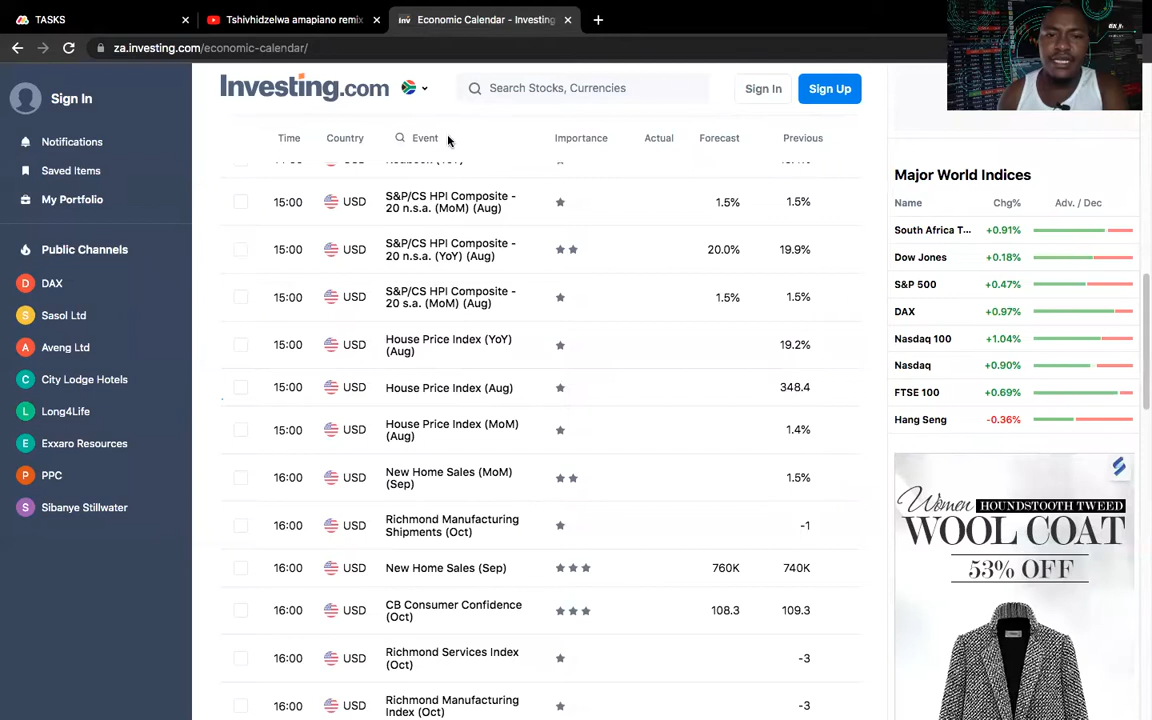 TASKS
Tshivhidzelwa amapiano remix
Economic Calendar - Investing
za.investing.com/economic-calendar/
Sign In
Notifications
Saved Items
My Portfolio
Public Channels
D DAX
S Sasol Ltd
A Aveng Ltd
C City Lodge Hotels
L Long4Life
E Exxaro Resources
P PPC
S Sibanye Stillwater
Investing.com
Search Stocks, Currencies
Sign In
Sign Up
Time Country Event Importance Actual Forecast Previous
15:00 USD S&P/CS HPI Composite - 1.5% 1.5%
20 n.s.a. (MoM) (Aug)
15:00 USD S&P/CS HPI Composite - 20.0% 19.9%
20 n.s.a. (YoY) (Aug)
15:00 USD S&P/CS HPI Composite - 1.5% 1.5%
20 s.a. (MoM) (Aug)
15:00 USD House Price Index (YoY) 19.2%
(Aug)
15:00 USD House Price Index (Aug) 348.4
15:00 USD House Price Index (MoM) 1.4%
(Aug)
16:00 USD New Home Sales (MoM) 1.5%
(Sep)
16:00 USD Richmond Manufacturing -1
Shipments (Oct)
16:00 USD New Home Sales (Sep) 760K 740K
16:00 USD CB Consumer Confidence 108.3 109.3
(Oct)
16:00 USD Richmond Services Index -3
(Oct)
16:00 USD Richmond Manufacturing -3
Index (Oct)
Major World Indices
Name Chg% Adv. / Dec
South Africa T... +0.91%
Dow Jones +0.18%
S&P 500 +0.47%
DAX +0.97%
Nasdaq 100 +1.04%
Nasdaq +0.90%
FTSE 100 +0.69%
Hang Seng -0.36%
Women HOUNDSTOOTH TWEED
WOOL COAT
53% OFF